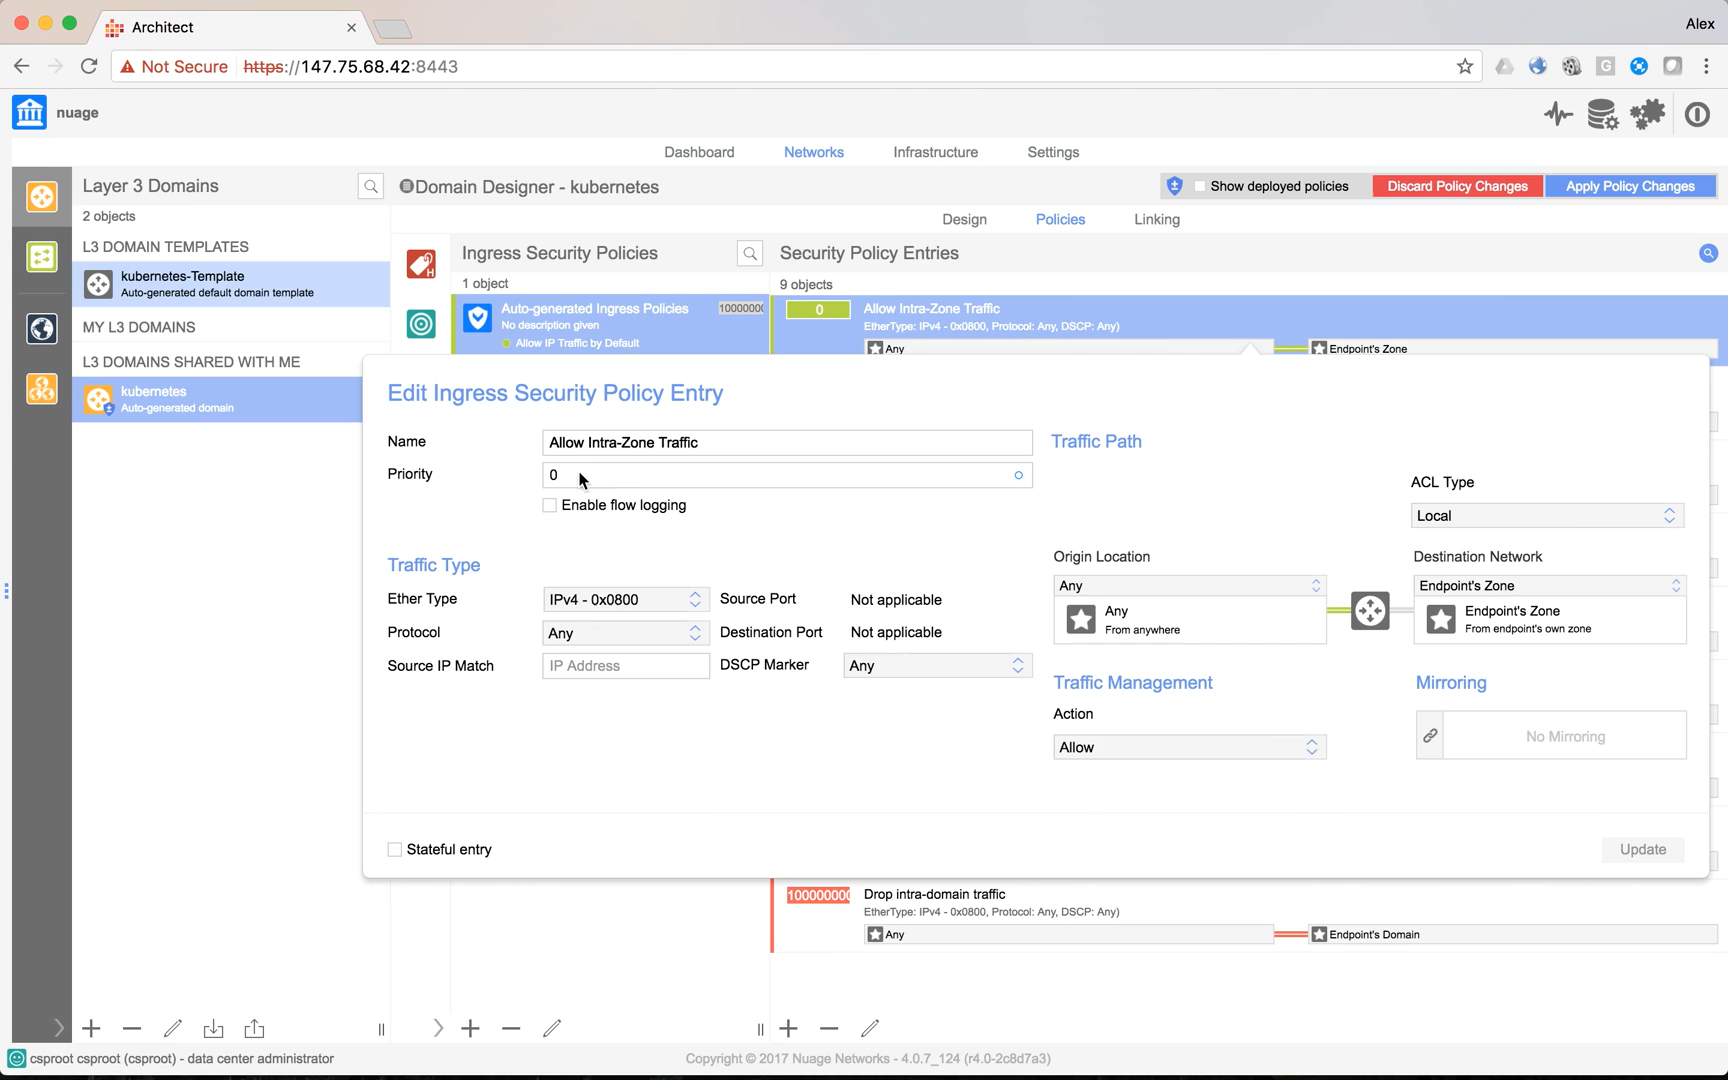 Architect
Alex
Not Secure https://147.75.68.42:8443
nuage
Dashboard Networks Infrastructure Settings
Layer 3 Domains
2 objects
L3 DOMAIN TEMPLATES
kubernetes-Template
Auto-generated default domain template
MY L3 DOMAINS
L3 DOMAINS SHARED WITH ME
kubernetes
Auto-generated domain
Domain Designer - kubernetes
Show deployed policies Discard Policy Changes Apply Policy Changes
Design Policies Linking
H
Ingress Security Policies
1 object
Auto-generated Ingress Policies
No description given
Allow IP Traffic by Default
Security Policy Entries
9 objects
0 Allow Intra-Zone Traffic
EtherType: IPv4 - 0x0800, Protocol: Any, DSCP: Any)
Any Endpoint's Zone
Edit Ingress Security Policy Entry
Name Allow Intra-Zone Traffic
Priority 0
Enable flow logging
Traffic Type
Ether Type IPv4 - 0x0800 Source Port Not applicable
Protocol Any Destination Port Not applicable
Source IP Match IP Address DSCP Marker Any
Traffic Path
ACL Type
Local
Origin Location Destination Network
Any Endpoint's Zone
Any
From anywhere
Endpoint's Zone
From endpoint's own zone
Traffic Management Mirroring
Action
Allow No Mirroring
Stateful entry Update
Drop intra-domain traffic
EtherType: IPv4 - 0x0800, Protocol: Any, DSCP: Any)
Any Endpoint's Domain
csproot csproot (csproot) - data center administrator
Copyright © 2017 Nuage Networks - 4.0.7_124 (r4.0-2c8d7a3)